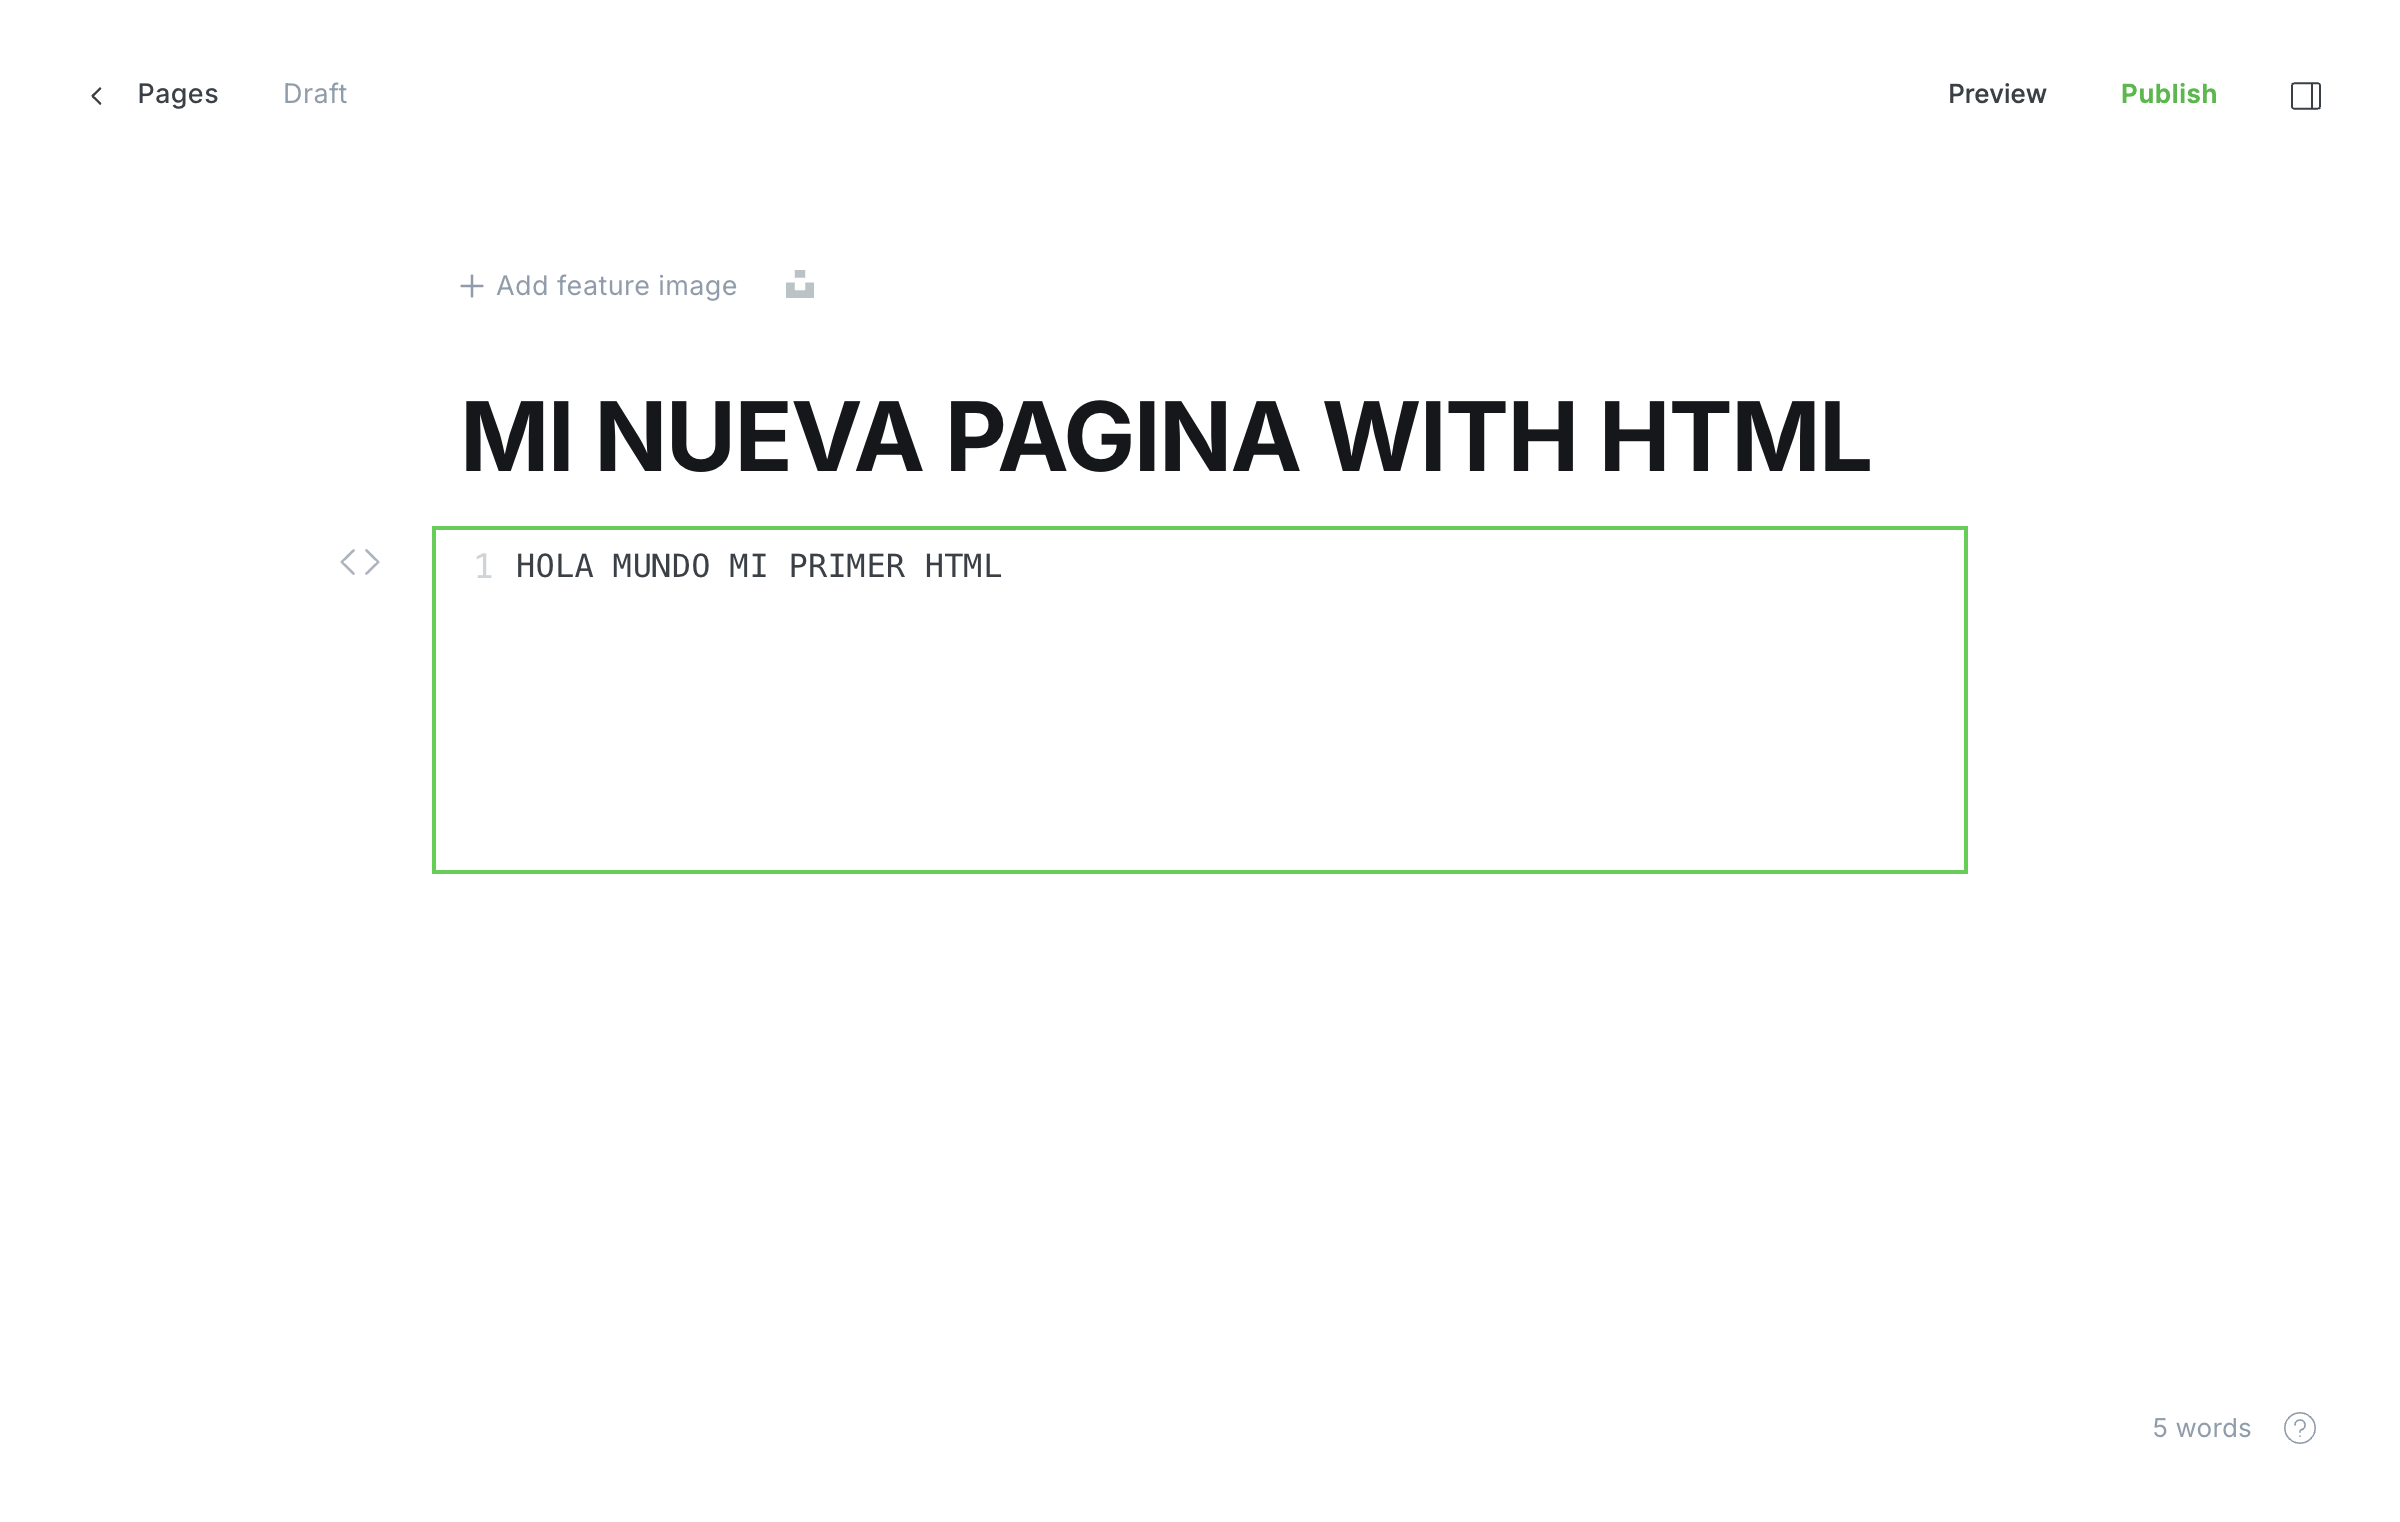 Pages Draft Preview Publish
Add feature image
MI NUEVA PAGINA WITH HTML
1 HOLA MUNDO MI PRIMER HTML
5 words ?